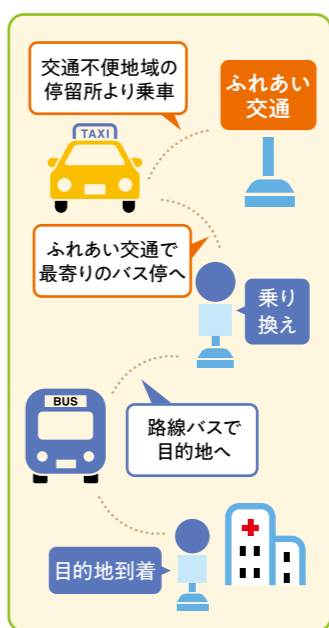 交通不便地域の
停留所より乗車
ふれあい
交通
TAXI
ふれあい交通で
最寄りのバス停へ
乗り
換え
BUS
路線バスで
目的地へ
目的地到着